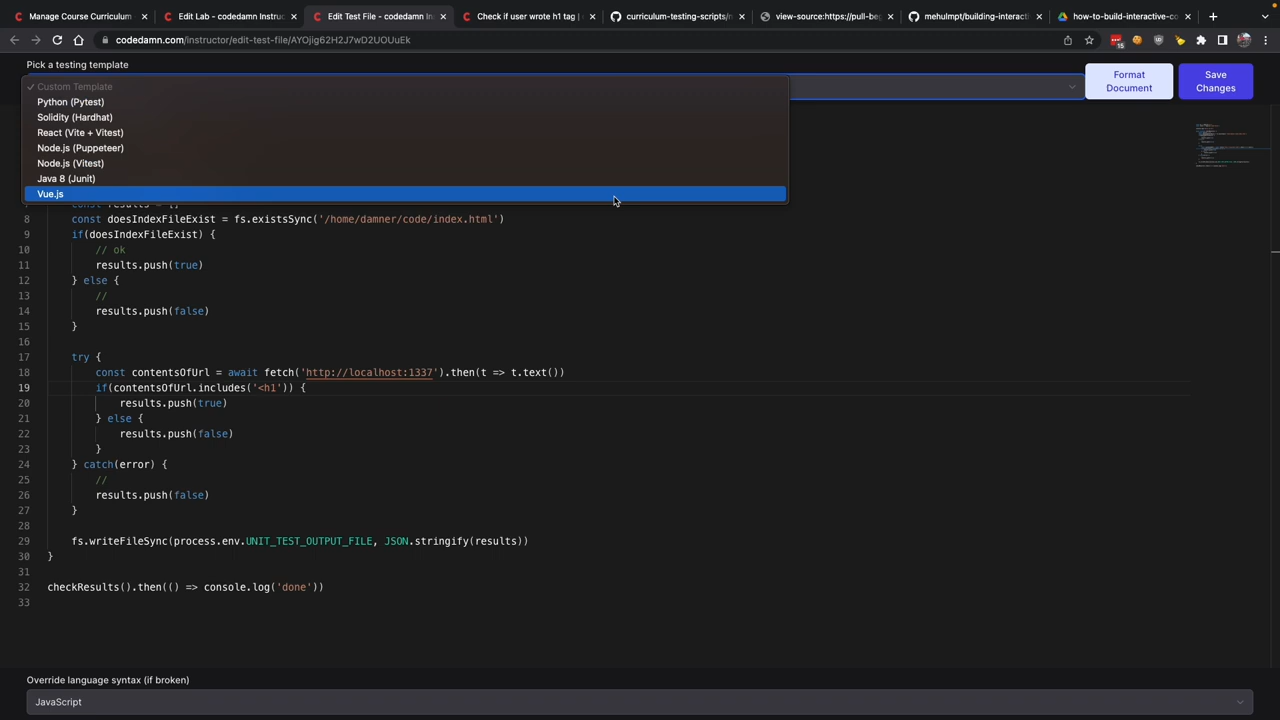 Manage Course Curriculum
Edit Lab - codedamn Instruc
Edit Test File - codedamn In
Check if user wrote h1 tag |
curriculum-testing-scripts/n
view-source:https://pull-be
mehulmpt/building-interact
how-to-build-interactive-co
codedamn.com/instructor/edit-test-file/AYOjig62H2J7wD2UOUuEk
15
Pick a testing template
✓ Custom Template
Python (Pytest)
Solidity (Hardhat)
React (Vite + Vitest)
Node.js (Puppeteer)
Node.js (Vitest)
Java 8 (Junit)
Vue.js
Format Document
Save Changes
8 const doesIndexFileExist = fs.existsSync('/home/damner/code/index.html')
9 if(doesIndexFileExist) {
10 // ok
11 results.push(true)
12 } else {
13 //
14 results.push(false)
15 }
16
17 try {
18 const contentsOfUrl = await fetch('http://localhost:1337').then(t => t.text())
19 if(contentsOfUrl.includes('<h1')) {
20 results.push(true)
21 } else {
22 results.push(false)
23 }
24 } catch(error) {
25 //
26 results.push(false)
27 }
28
29 fs.writeFileSync(process.env.UNIT_TEST_OUTPUT_FILE, JSON.stringify(results))
30 }
31
32 checkResults().then(() => console.log('done'))
33
Override language syntax (if broken)
JavaScript